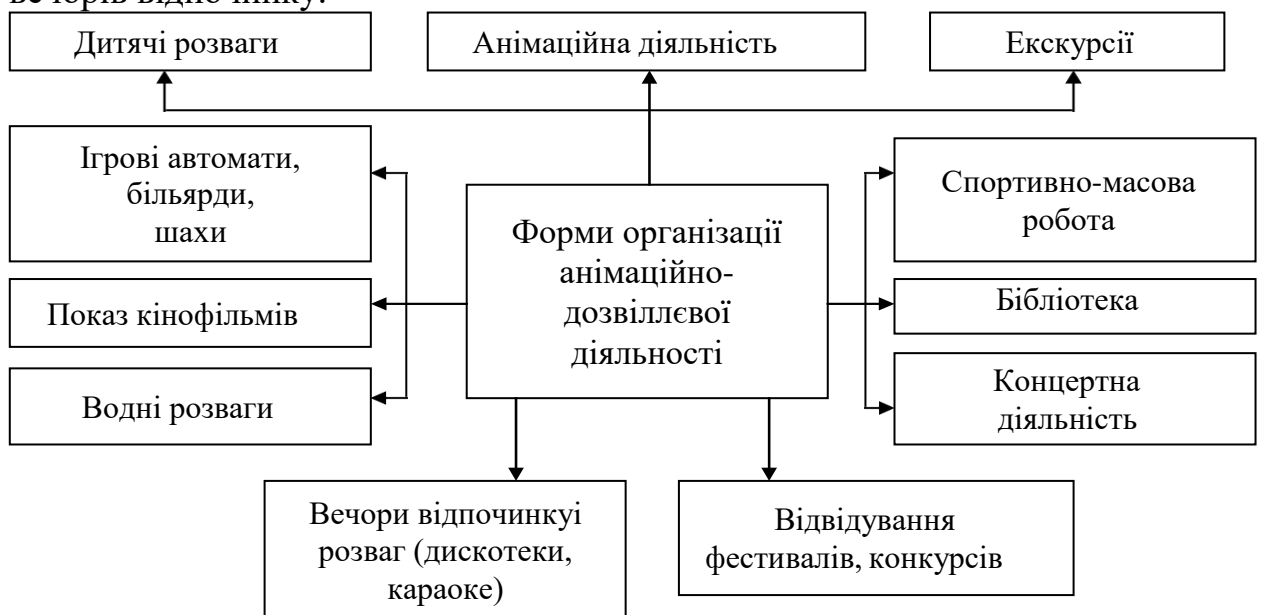 вечорів відпочинку.
Дитячі розваги
Анімаційна діяльність
Екскурсії
Ігрові автомати,
більярди,
шахи
Показ кінофільмів
Водні розваги
Форми організації
анімаційно-
дозвіллєвої
діяльності
Спортивно-масова
робота
Бібліотека
Концертна
діяльність
Вечори відпочинкуі
розваг (дискотеки,
караоке)
Відвідування
фестивалів, конкурсів